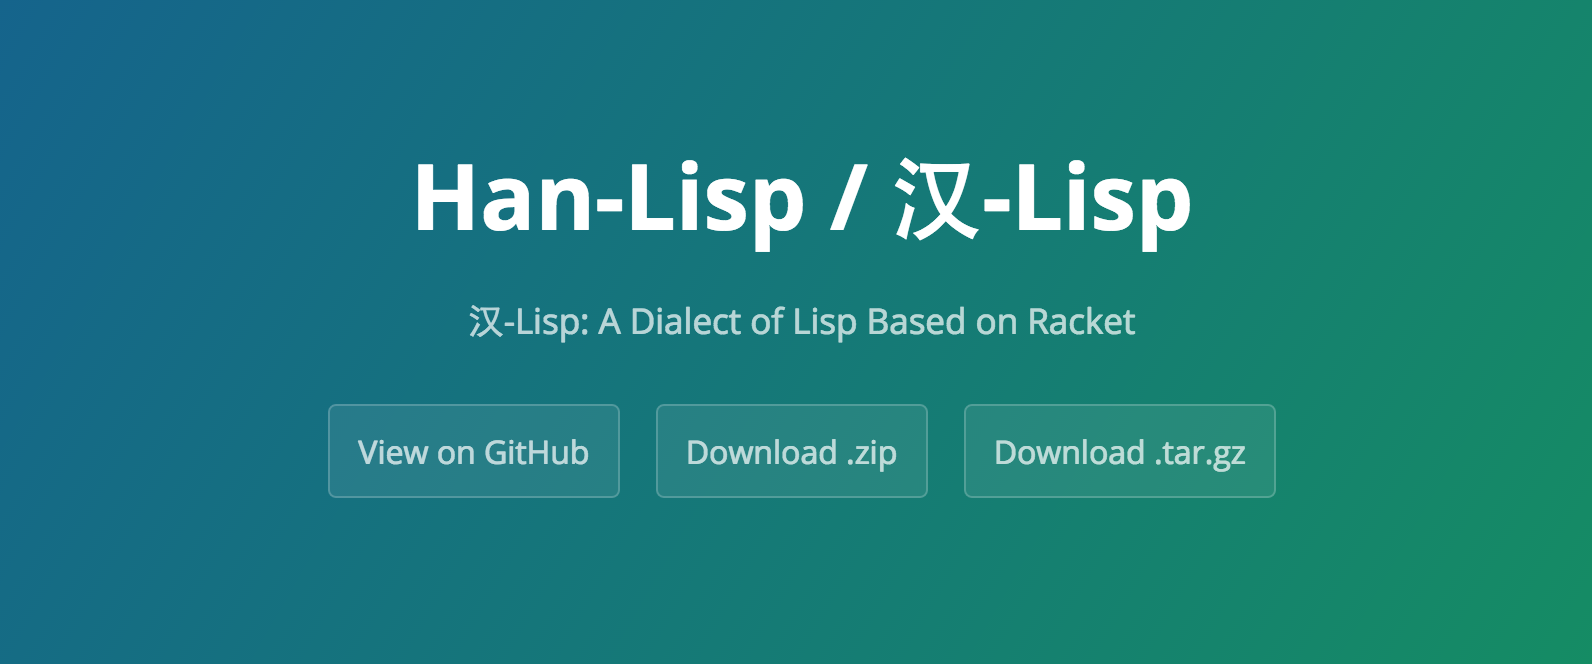 Han-Lisp / 汉-Lisp
汉-Lisp: A Dialect of Lisp Based on Racket
View on GitHub
Download .zip
Download .tar.gz